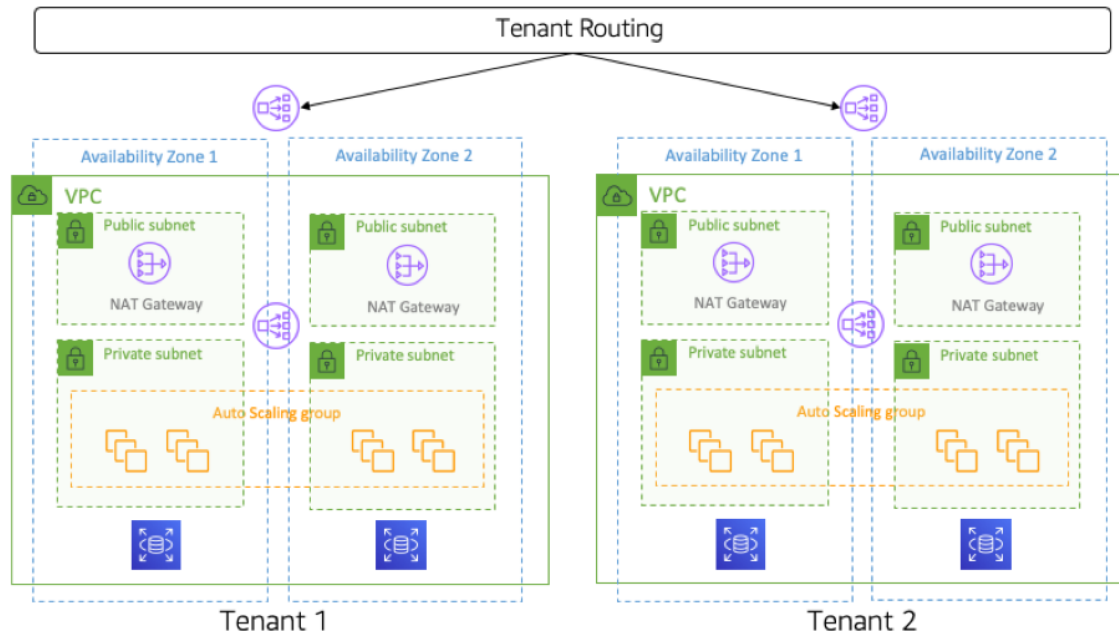 Tenant Routing
Availability Zone 1
Availability Zone 2
VPC
Public subnet
NAT Gateway
Public subnet
NAT Gateway
Private subnet
Private subnet
Auto Scaling group
Tenant 1
Availability Zone 1
Availability Zone 2
VPC
Public subnet
NAT Gateway
Public subnet
NAT Gateway
Private subnet
Private subnet
Auto Scaling group
Tenant 2